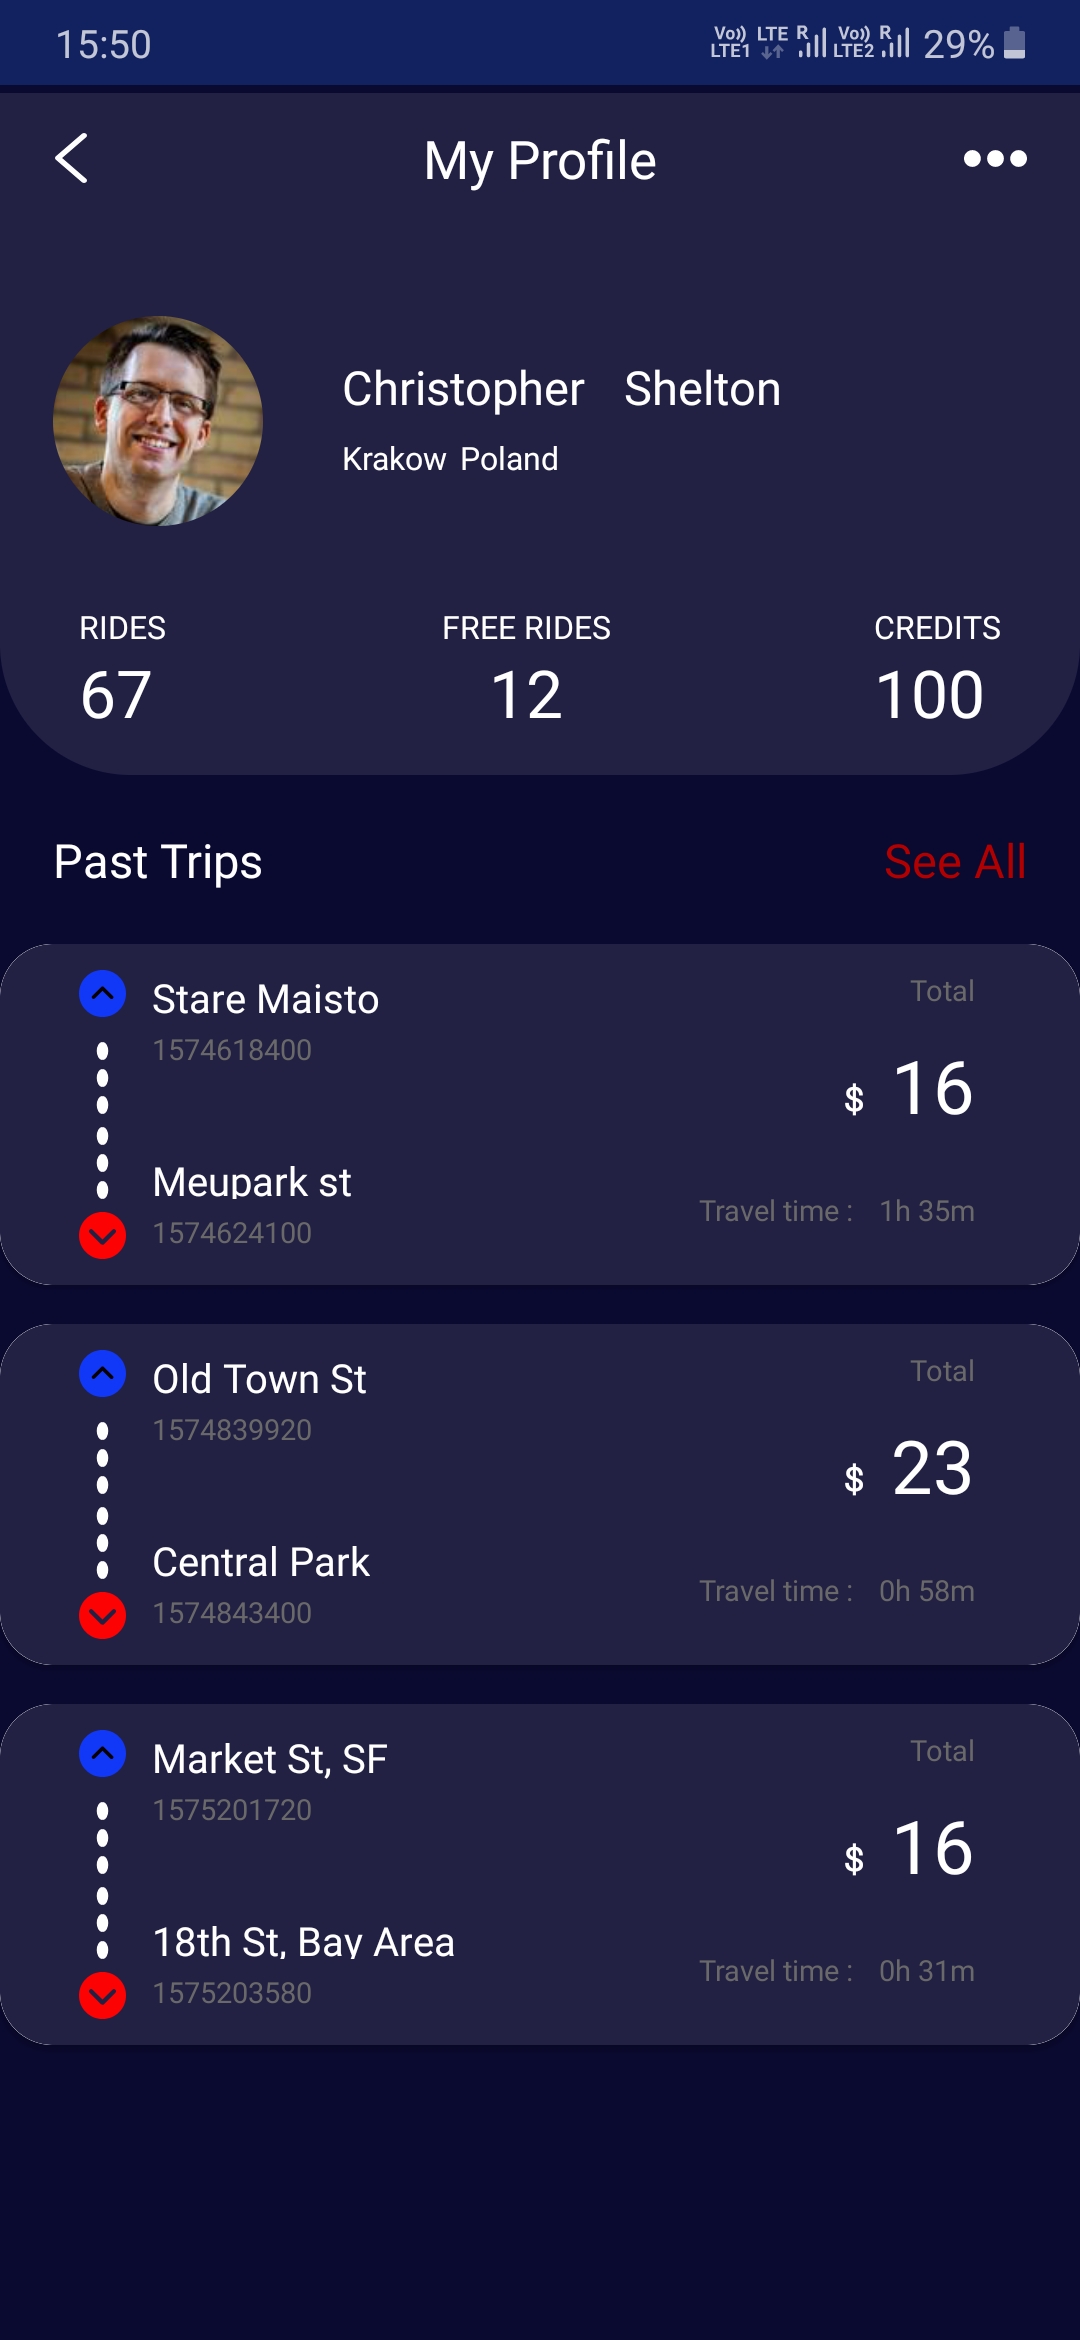 15:50 Vo)) LTE1 LTE R Vo)) LTE2 R 29%
My Profile
Christopher Shelton
Krakow Poland
RIDES FREE RIDES CREDITS
67 12 100
Past Trips See All
Stare Maisto Total
1574618400
$ 16
Meupark st
Travel time : 1h 35m
1574624100
Old Town St Total
1574839920
$ 23
Central Park
Travel time : 0h 58m
1574843400
Market St, SF Total
1575201720
$ 16
18th St, Bay Area
Travel time : 0h 31m
1575203580